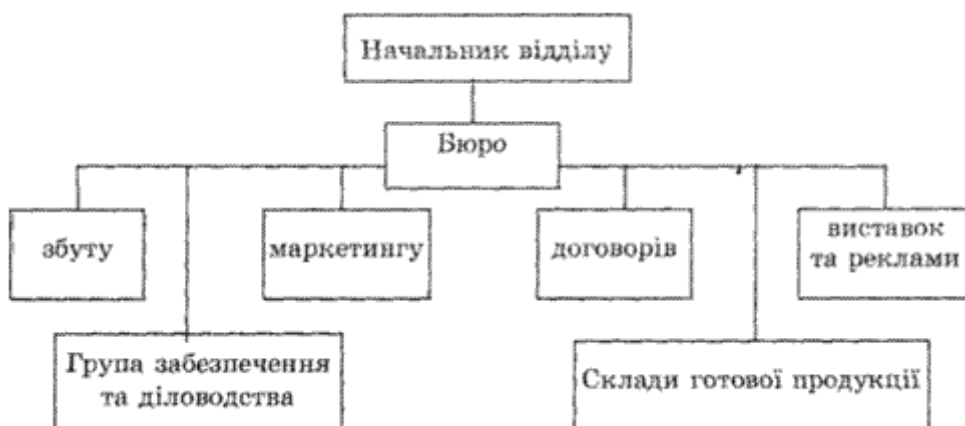 Начальник відділу
Бюро
збуту
маркетингу
договорів
виставок
та реклами
Група забезпечення
та діловодства
Склади готової продукції